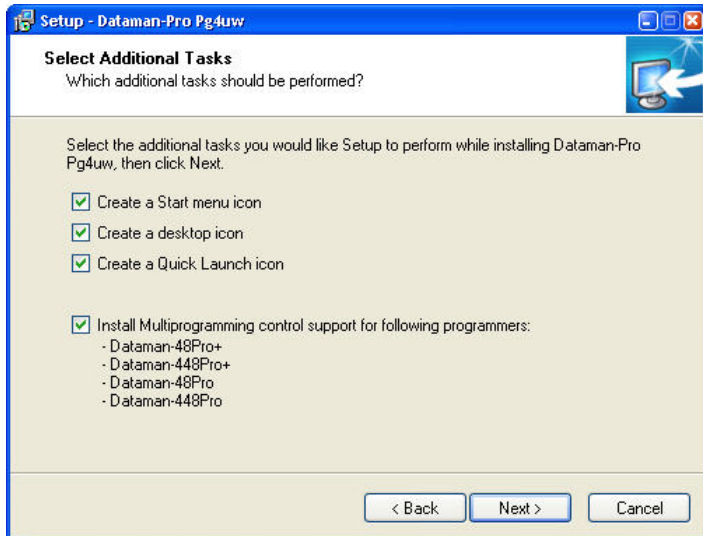 Setup - Dataman-Pro Pg4uw
Select Additional Tasks
Which additional tasks should be performed?
Select the additional tasks you would like Setup to perform while installing Dataman-Pro
Pg4uw, then click Next.
Create a Start menu icon
Create a desktop icon
Create a Quick Launch icon
Install Multiprogramming control support for following programmers:
- Dataman-48Pro+
- Dataman-448Pro+
- Dataman-48Pro
- Dataman-448Pro
< Back
Next >
Cancel